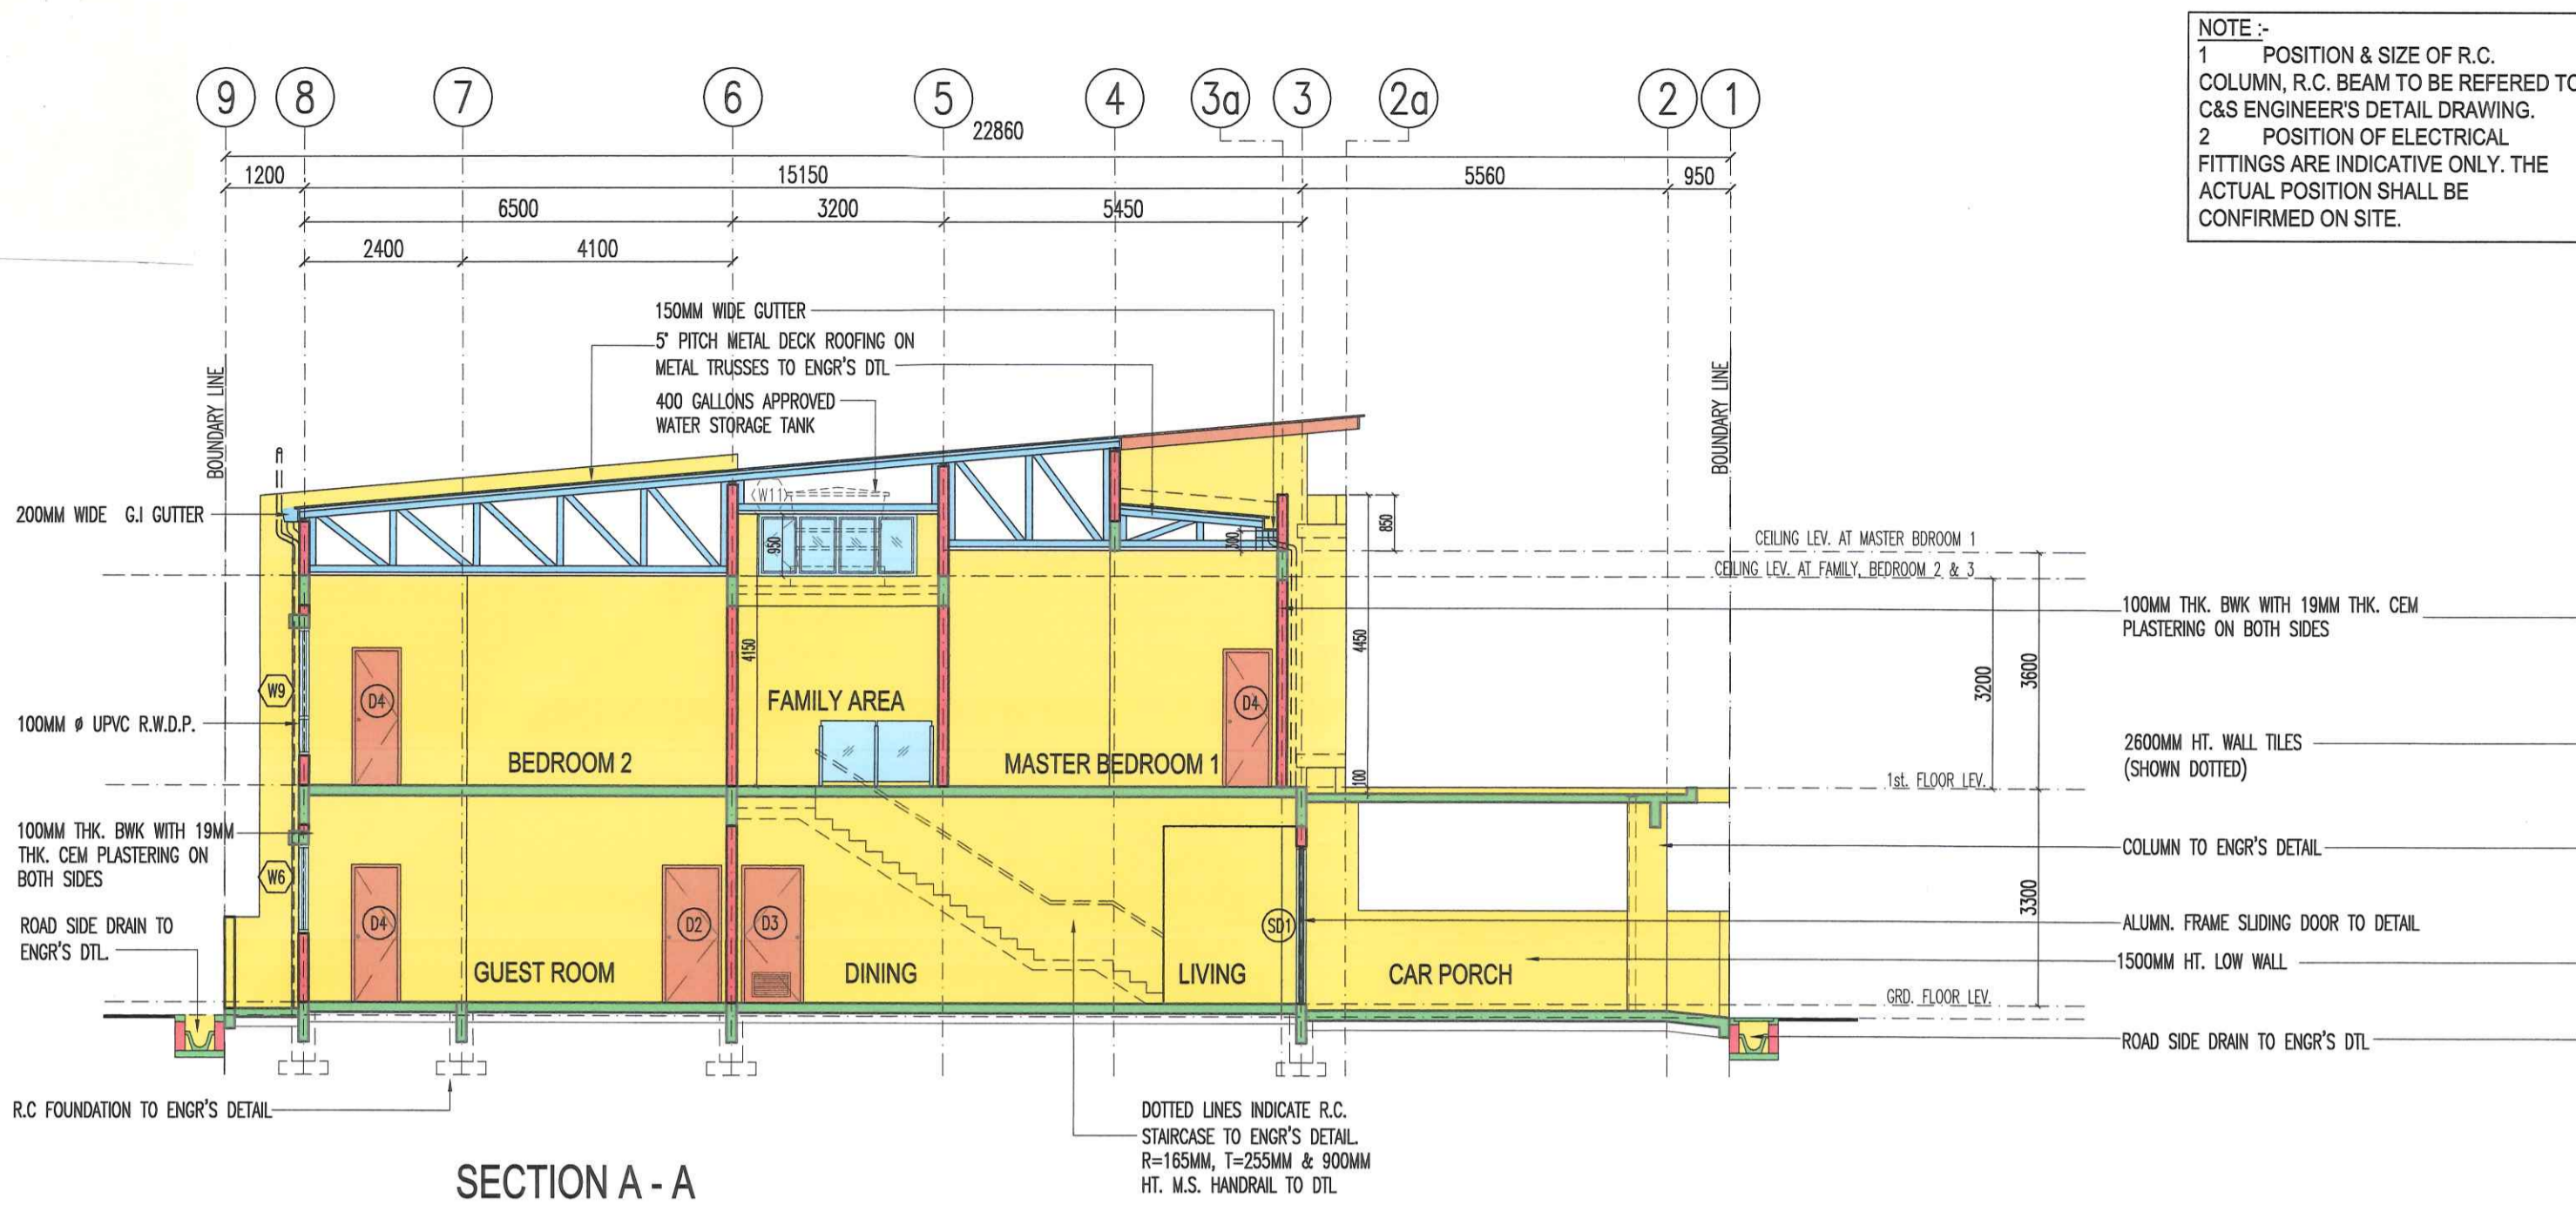 NOTE :-
1 POSITION & SIZE OF R.C.
COLUMN, R.C. BEAM TO BE REFERED TO
C&S ENGINEER'S DETAIL DRAWING.
2 POSITION OF ELECTRICAL
FITTINGS ARE INDICATIVE ONLY. THE
ACTUAL POSITION SHALL BE
CONFIRMED ON SITE.
9 8 7 6 5 4 3a 3 2a 2 1
22860
1200 15150 5560 950
6500 3200 5450
2400 4100
150MM WIDE GUTTER
5° PITCH METAL DECK ROOFING ON
METAL TRUSSES TO ENGR'S DTL
400 GALLONS APPROVED
WATER STORAGE TANK
BOUNDARY LINE
BOUNDARY LINE
200MM WIDE G.I GUTTER
W11
950
300
850
CEILING LEV. AT MASTER BDROOM 1
CEILING LEV. AT FAMILY, BEDROOM 2 & 3
100MM THK. BWK WITH 19MM THK. CEM
PLASTERING ON BOTH SIDES
4150
4450
3200
3600
W9
D4
FAMILY AREA
D4
100MM ø UPVC R.W.D.P.
BEDROOM 2
MASTER BEDROOM 1
100
2600MM HT. WALL TILES
(SHOWN DOTTED)
1st. FLOOR LEV.
100MM THK. BWK WITH 19MM
THK. CEM PLASTERING ON
BOTH SIDES
COLUMN TO ENGR'S DETAIL
W6
3300
ROAD SIDE DRAIN TO
ENGR'S DTL.
D4
D2
D3
SD1
ALUMN. FRAME SLIDING DOOR TO DETAIL
GUEST ROOM
DINING
LIVING
CAR PORCH
1500MM HT. LOW WALL
GRD. FLOOR LEV.
ROAD SIDE DRAIN TO ENGR'S DTL
R.C FOUNDATION TO ENGR'S DETAIL
DOTTED LINES INDICATE R.C.
STAIRCASE TO ENGR'S DETAIL.
R=165MM, T=255MM & 900MM
HT. M.S. HANDRAIL TO DTL
SECTION A - A